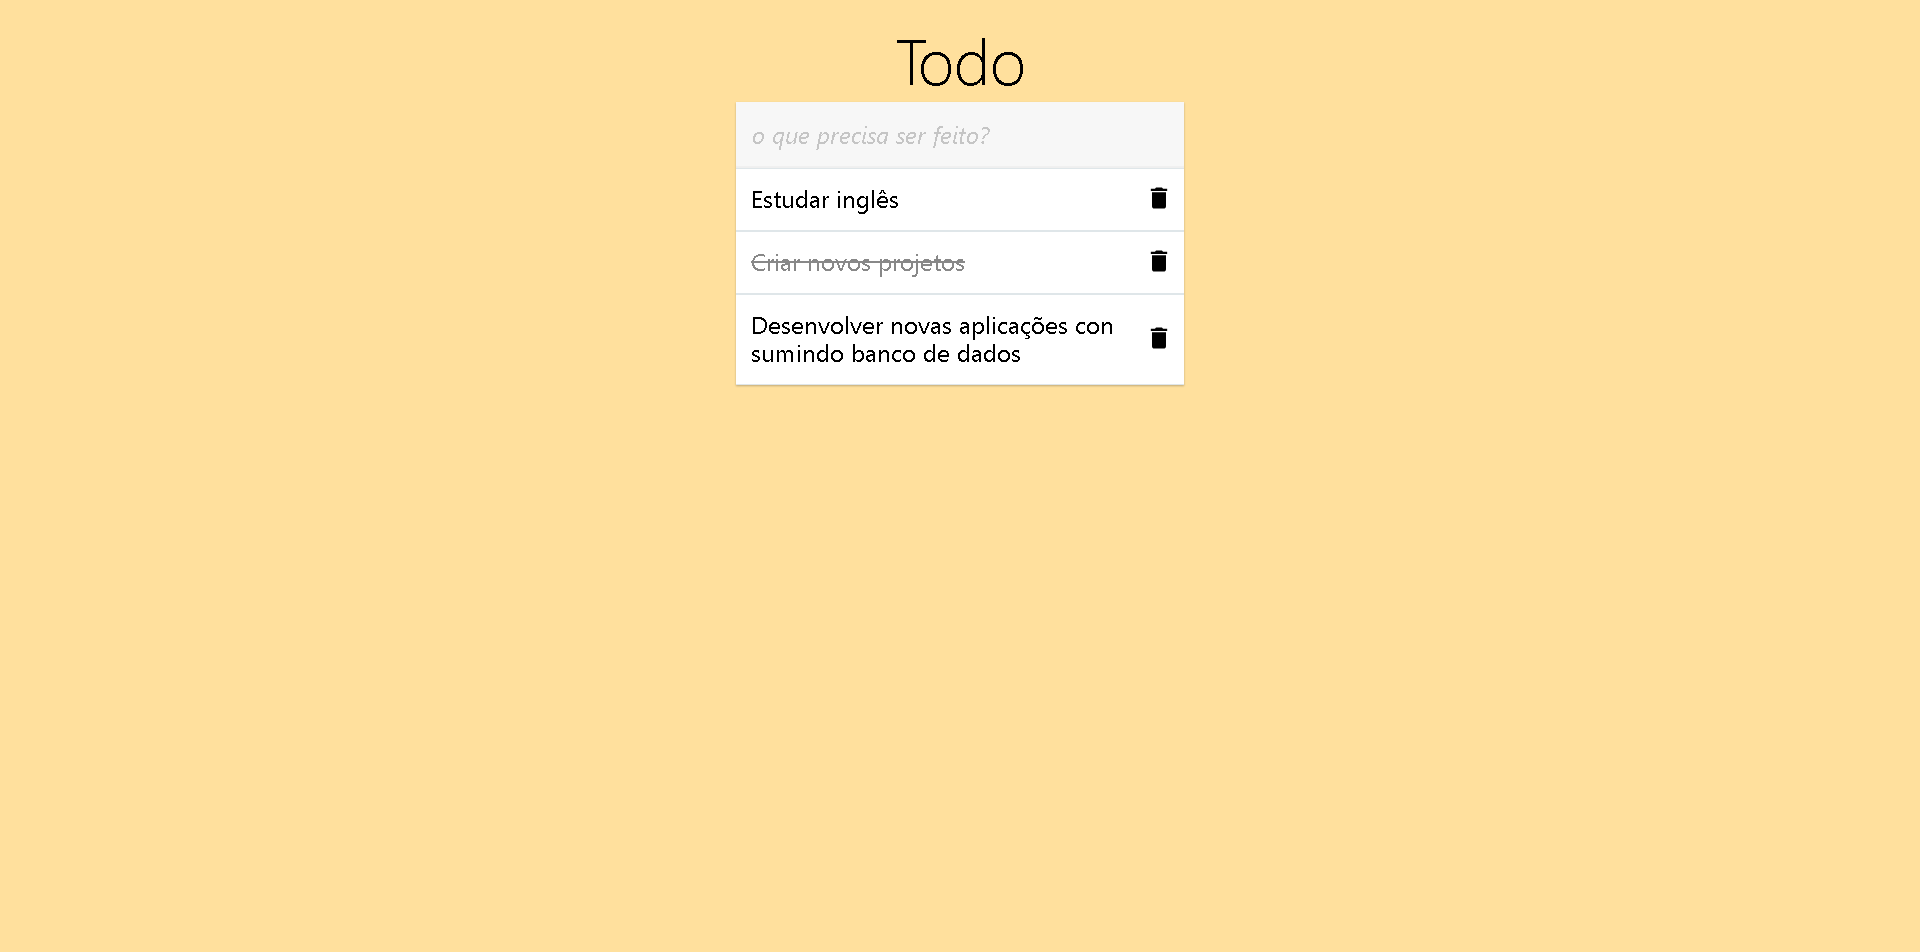 Todo
o que precisa ser feito?
Estudar inglês
Criar novos projetos
Desenvolver novas aplicações con
sumindo banco de dados